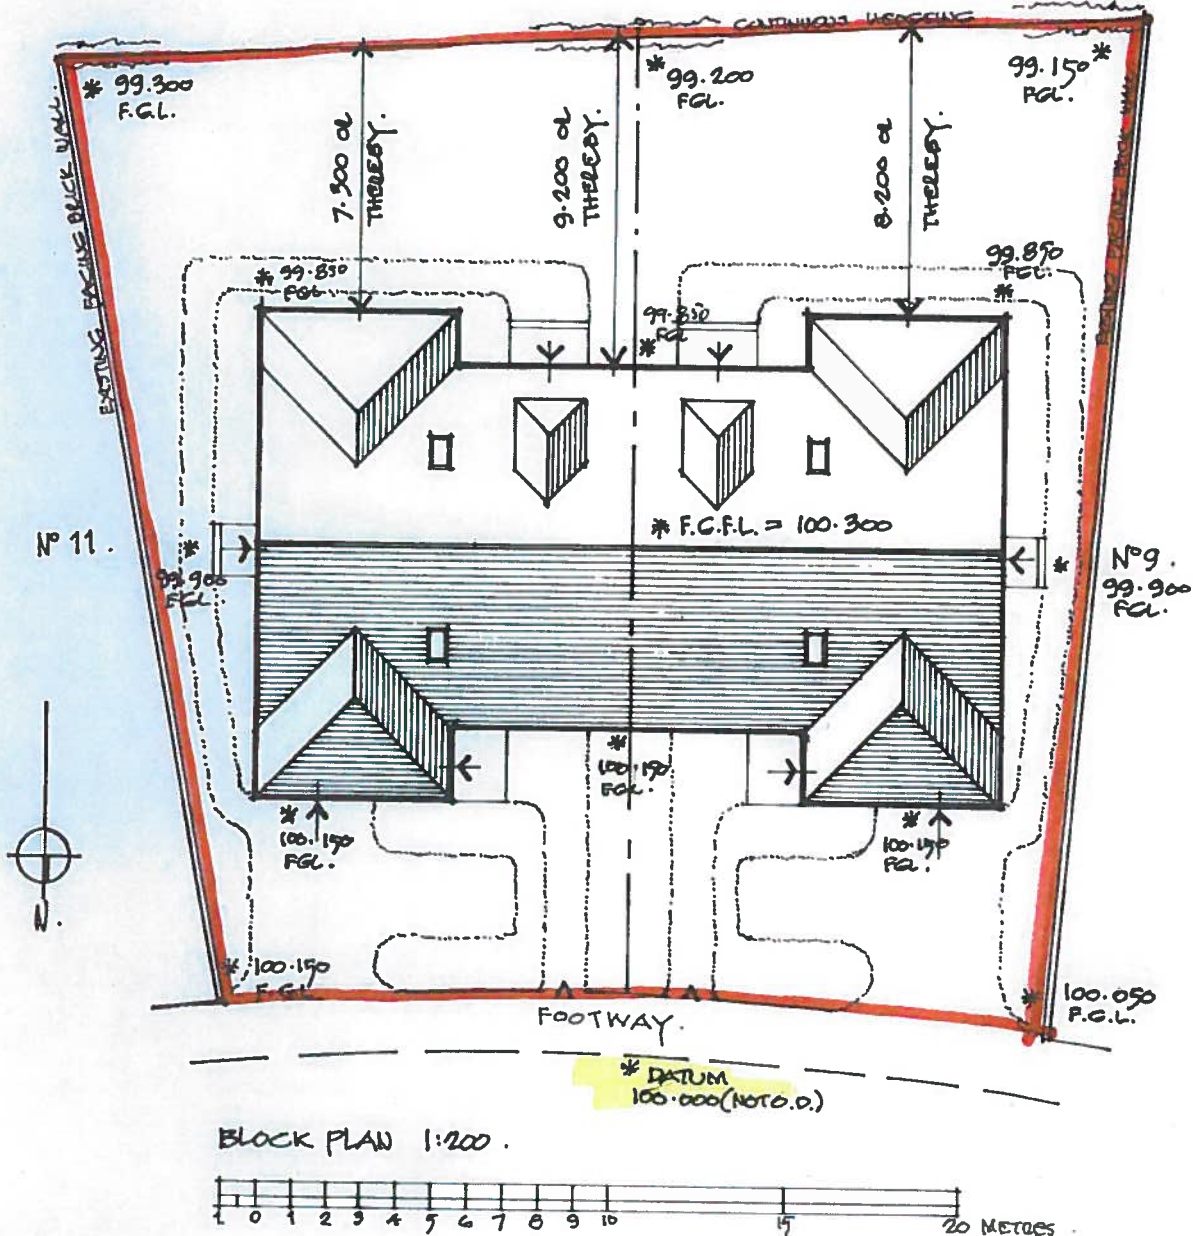 CONTINUOUS HEDGEING
* 99.300
F.G.L.
* 99.200
FGL.
99.150 *
FGL.
EXISTING FACING BRICK WALL.
7.300 OR
THEREBY.
9.200 OR
THEREBY.
8.200 OR
THEREBY.
FACING BRICK WALL
* 99.850
FGL
99.850
FGL.
*
99.850
FGL
*
* F.G.F.L. = 100.300
Nº 11.
*
99.900
FGL
*
Nº 9.
99.900
FGL.
*
100.150
FGL.
*
100.150
FGL.
*
100.150
FGL.
N.
* 100.150
F.G.L
* 100.050
F.G.L.
FOOTWAY.
* DATUM
100.000 (NOT O.D.)
BLOCK PLAN 1:200.
1 0 1 2 3 4 5 6 7 8 9 10 15 20 METRES.